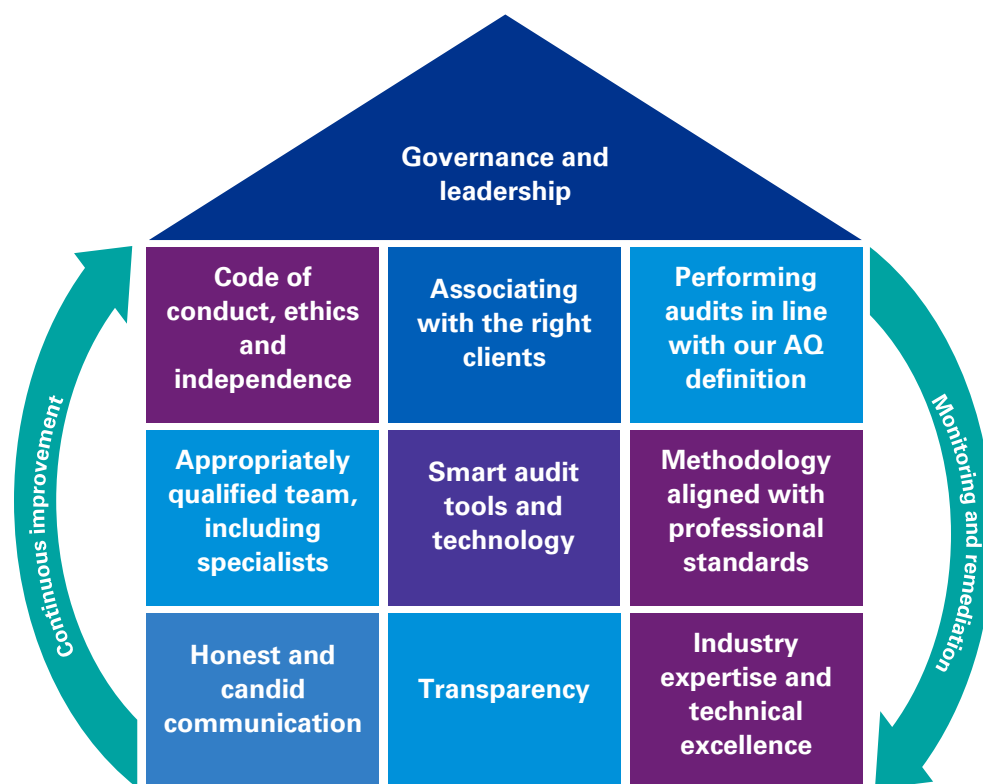 Governance and
leadership
Code of
conduct, ethics
and
independence
Associating
with the right
clients
Performing
audits in line
with our AQ
definition
Appropriately
qualified team,
including
specialists
Smart audit
tools and
technology
Methodology
aligned with
professional
standards
Honest and
candid
communication
Transparency
Industry
expertise and
technical
excellence
Continuous improvement
Monitoring and remediation